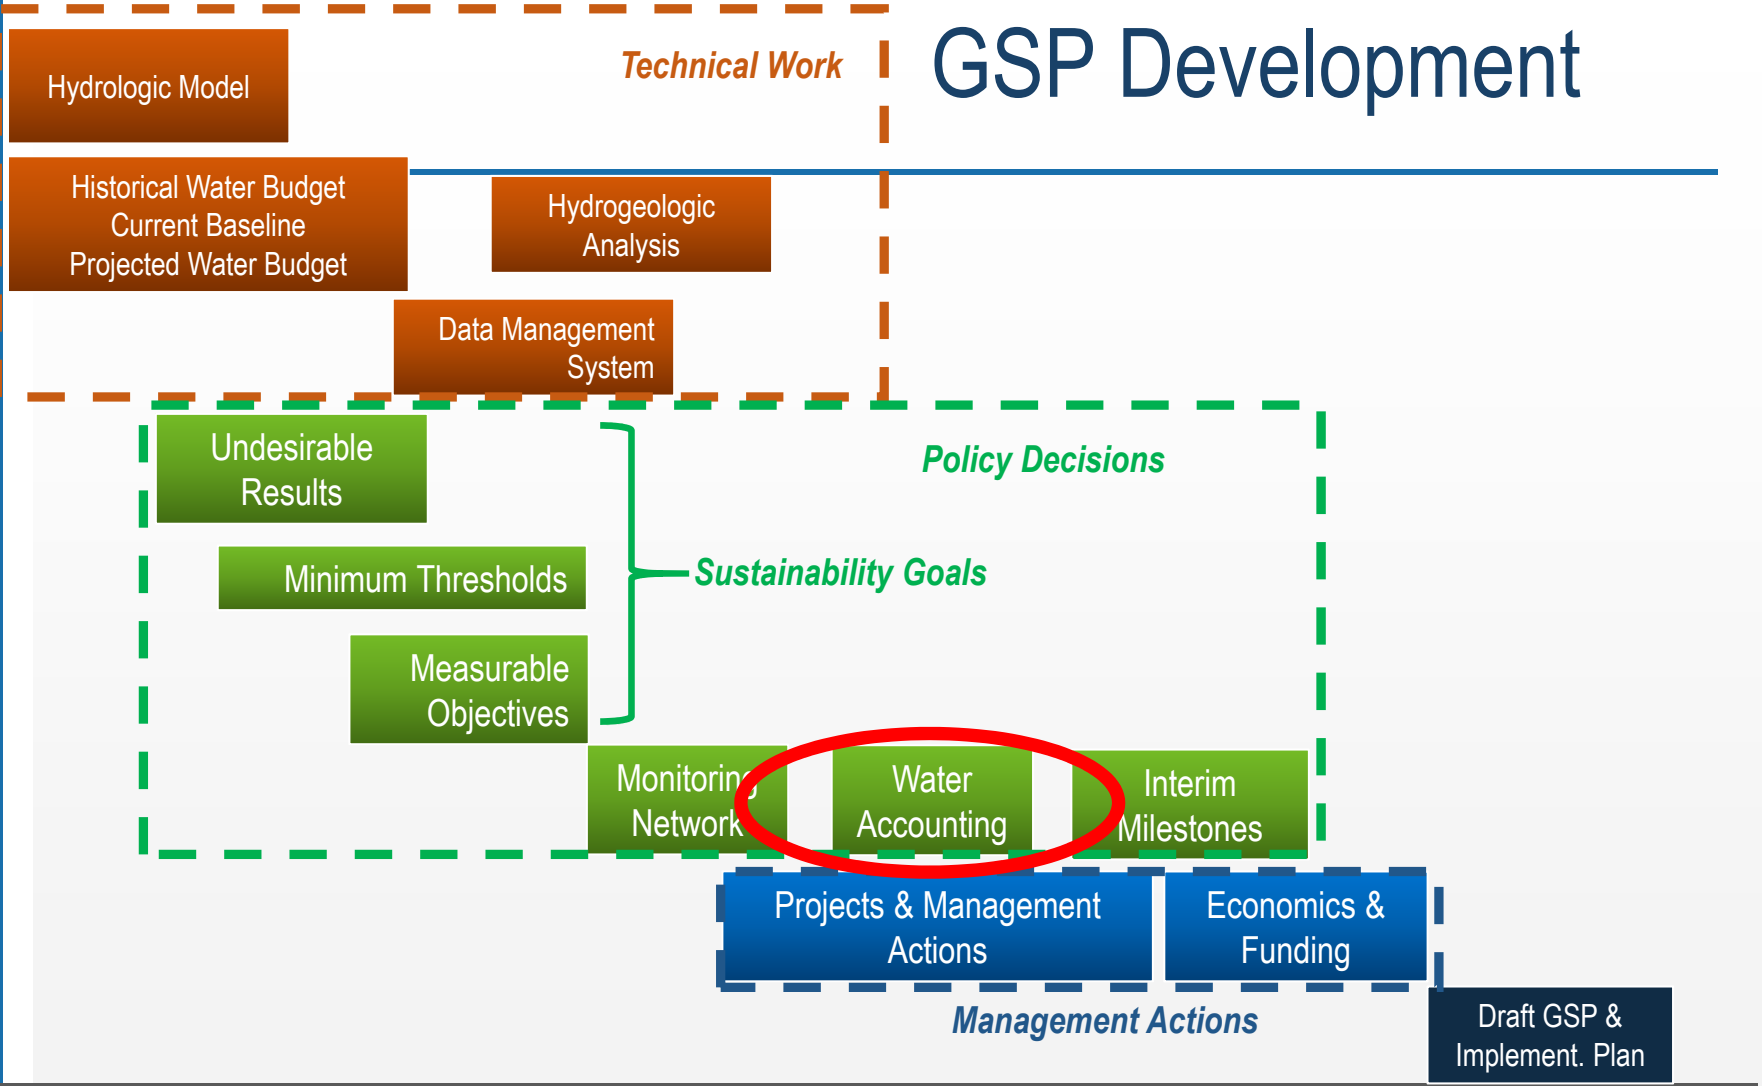 GSP Development
Technical Work
Hydrologic Model
Historical Water Budget
Current Baseline
Projected Water Budget
Hydrogeologic
Analysis
Data Management
System
Undesirable
Results
Policy Decisions
Minimum Thresholds
Sustainability Goals
Measurable
Objectives
Monitoring
Network
Water
Accounting
Interim
Milestones
Projects & Management
Actions
Economics &
Funding
Management Actions
Draft GSP &
Implement. Plan